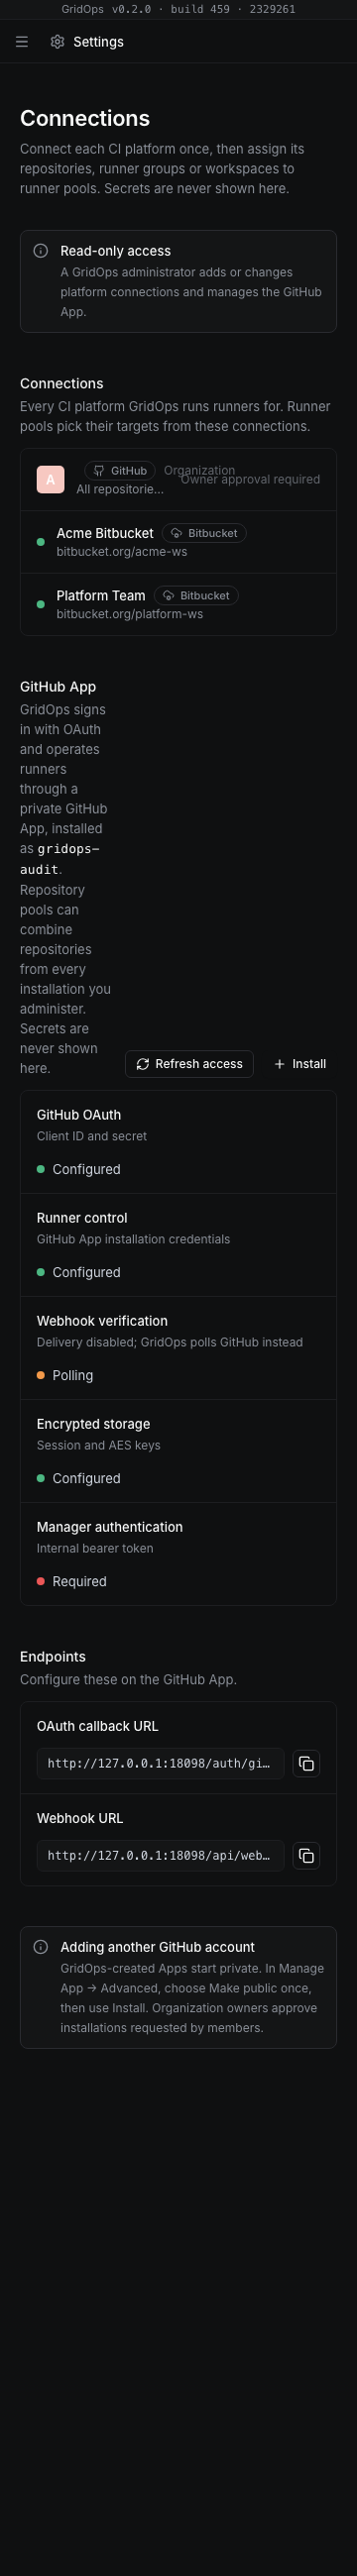 GridOps v0.2.0 · build 459 · 2329261
Settings
Connections
Connect each CI platform once, then assign its
repositories, runner groups or workspaces to
runner pools. Secrets are never shown here.
Read-only access
A GridOps administrator adds or changes
platform connections and manages the GitHub
App.
Connections
Every CI platform GridOps runs runners for. Runner
pools pick their targets from these connections.
A
GitHub Organization
Owner approval required
All repositorie...
Acme Bitbucket Bitbucket
bitbucket.org/acme-ws
Platform Team Bitbucket
bitbucket.org/platform-ws
GitHub App
GridOps signs
in with OAuth
and operates
runners
through a
private GitHub
App, installed
as gridops-
audit.
Repository
pools can
combine
repositories
from every
installation you
administer.
Secrets are
never shown
here.
Refresh access
Install
GitHub OAuth
Client ID and secret
Configured
Runner control
GitHub App installation credentials
Configured
Webhook verification
Delivery disabled; GridOps polls GitHub instead
Polling
Encrypted storage
Session and AES keys
Configured
Manager authentication
Internal bearer token
Required
Endpoints
Configure these on the GitHub App.
OAuth callback URL
http://127.0.0.1:18098/auth/gi…
Webhook URL
http://127.0.0.1:18098/api/web…
Adding another GitHub account
GridOps-created Apps start private. In Manage
App → Advanced, choose Make public once,
then use Install. Organization owners approve
installations requested by members.